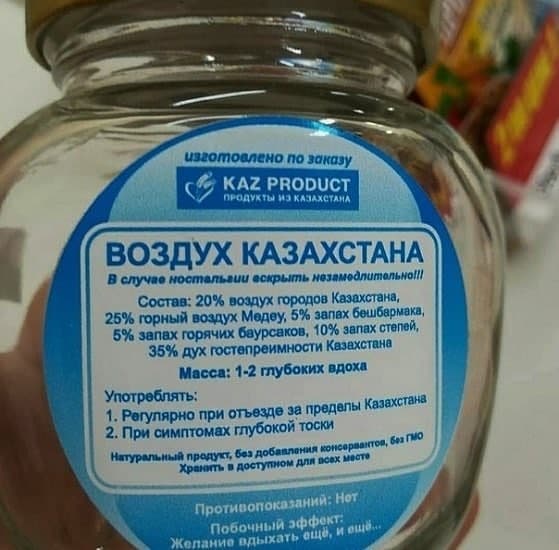 изготовлено по заказу
KAZ PRODUCT
ПРОДУКТЫ ИЗ КАЗАХСТАНА
ВОЗДУХ КАЗАХСТАНА
В случае ностальгии вскрыть незамедлительно!!!
Состав: 20% воздух городов Казахстана,
25% горный воздух Медеу, 5% запах бешбармака,
5% запах горячих баурсаков, 10% запах степей,
35% дух гостепреимности Казахстана
Масса: 1-2 глубоких вдоха
Употреблять:
1. Регулярно при отъезде за пределы Казахстана
2. При симптомах глубокой тоски
Натуральный продукт, без добавления консервантов, без ГМО
Хранить в доступном для всех месте
Противопоказаний: Нет
Побочный эффект:
Желание вдыхать ещё, и ещё...